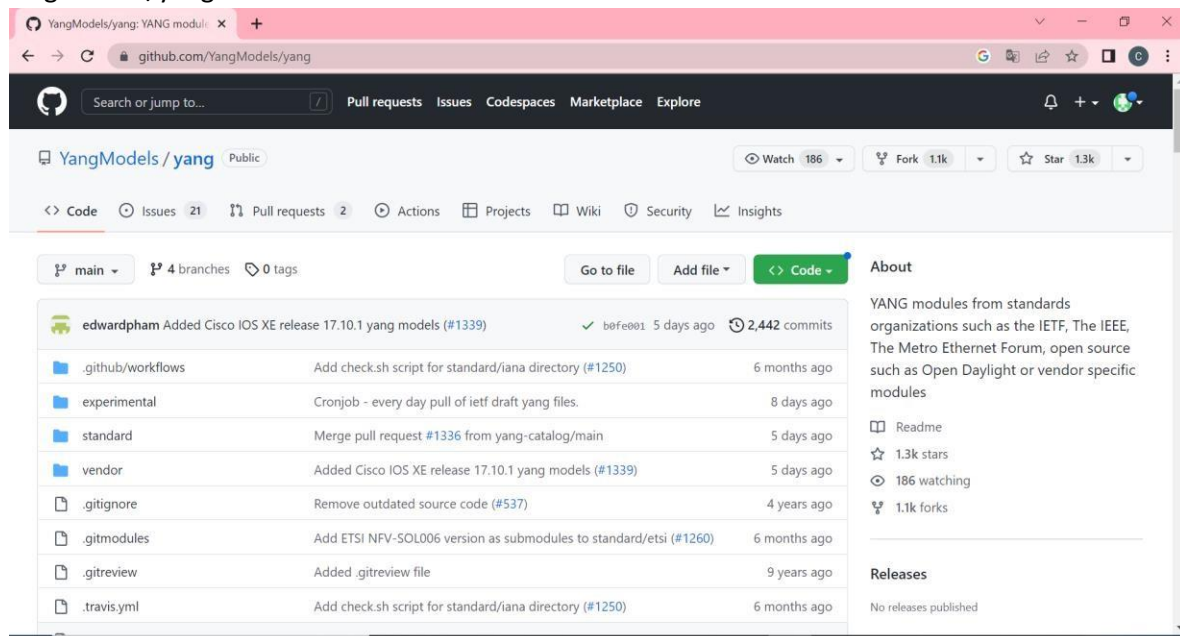 YangModels/yang: YANG modul
github.com/YangModels/yang
Search or jump to... / Pull requests Issues Codespaces Marketplace Explore
YangModels / yang Public
Watch 186 Fork 1.1k Star 1.3k
<> Code Issues 21 Pull requests 2 Actions Projects Wiki Security Insights
main 4 branches 0 tags Go to file Add file <> Code
edwardpham Added Cisco IOS XE release 17.10.1 yang models (#1339) befe001 5 days ago 2,442 commits
.github/workflows Add check.sh script for standard/iana directory (#1250) 6 months ago
experimental Cronjob - every day pull of ietf draft yang files. 8 days ago
standard Merge pull request #1336 from yang-catalog/main 5 days ago
vendor Added Cisco IOS XE release 17.10.1 yang models (#1339) 5 days ago
.gitignore Remove outdated source code (#537) 4 years ago
.gitmodules Add ETSI NFV-SOL006 version as submodules to standard/etsi (#1260) 6 months ago
.gitreview Added .gitreview file 9 years ago
.travis.yml Add check.sh script for standard/iana directory (#1250) 6 months ago
About
YANG modules from standards
organizations such as the IETF, The IEEE,
The Metro Ethernet Forum, open source
such as Open Daylight or vendor specific
modules
Readme
1.3k stars
186 watching
1.1k forks
Releases
No releases published